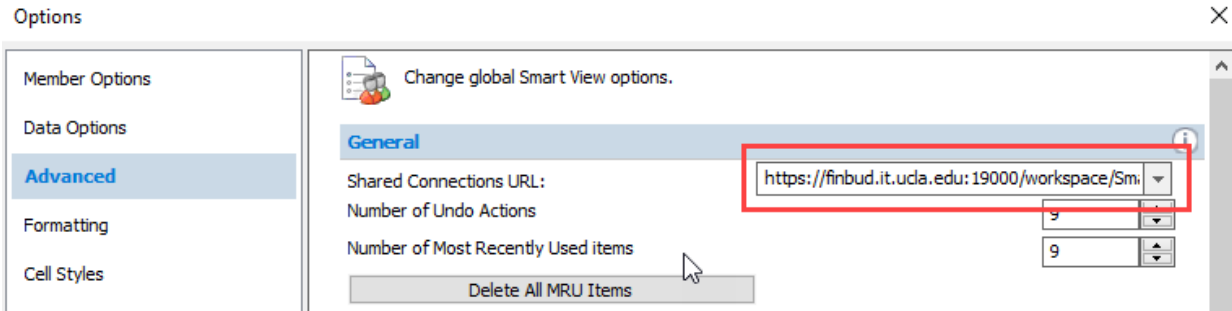 Options
Member Options
Data Options
Advanced
Formatting
Cell Styles
Change global Smart View options.
General
Shared Connections URL: https://finbud.it.ucla.edu:19000/workspace/Sma
Number of Undo Actions 9
Number of Most Recently Used items 9
Delete All MRU Items